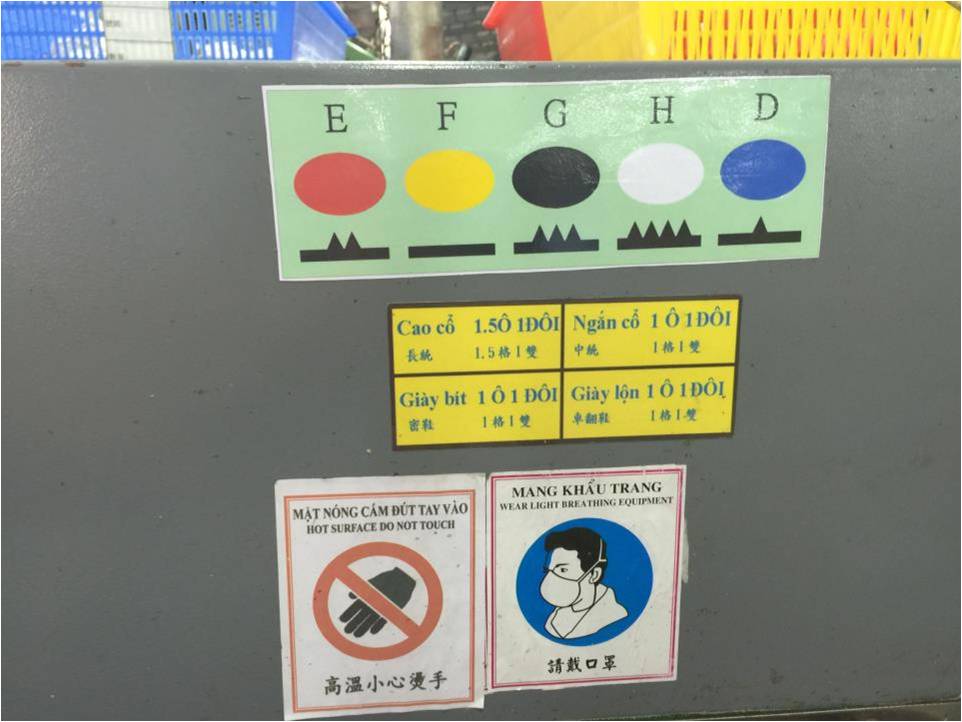 E F G H D
Cao cổ 1.5Ô 1ĐÔI
長統 1.5格1雙
Ngắn cổ 1 Ô 1ĐÔI
中統 1格1雙
Giày bít 1 Ô 1 ĐÔI
密鞋 1格1雙
Giày lộn 1 Ô 1 ĐÔI
車翻鞋 1格1雙
MẶT NÓNG CÁM ĐÚT TAY VÀO
HOT SURFACE DO NOT TOUCH
高溫小心燙手
MANG KHẨU TRANG
WEAR LIGHT BREATHING EQUIPMENT
請戴口罩